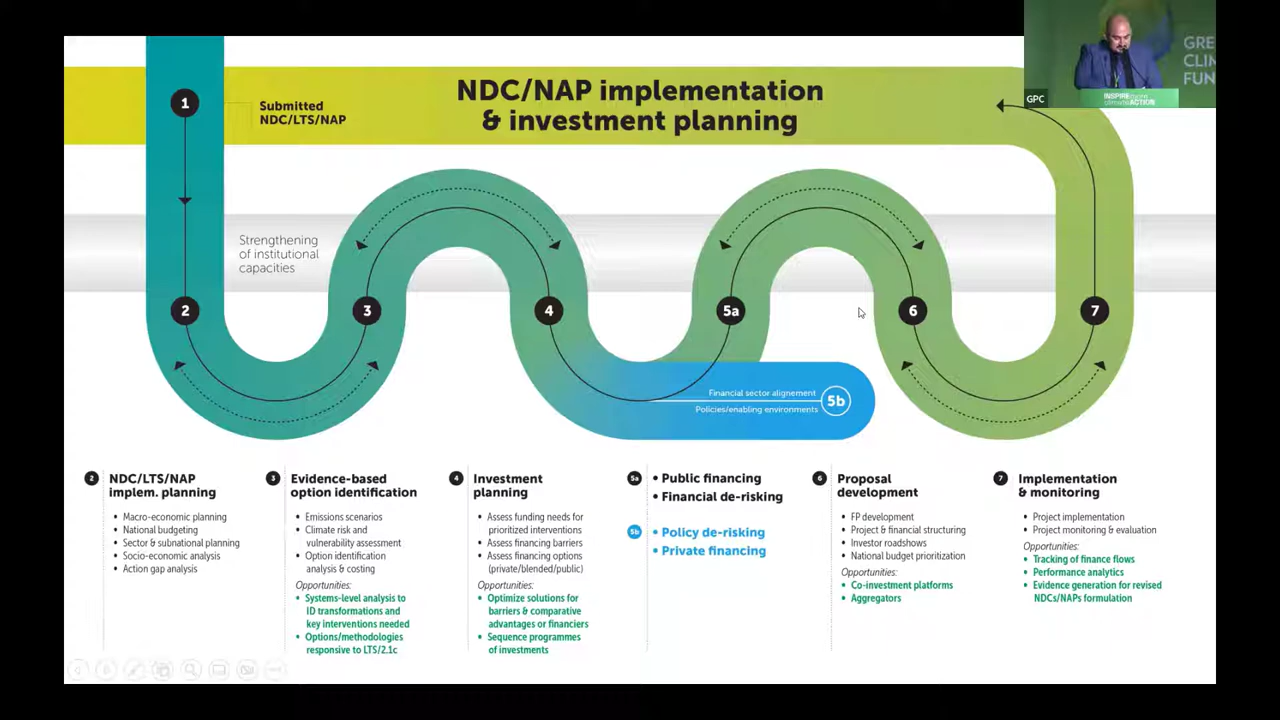 GRE
CLIM
FUN
GPC
INSPIRE
climateACTION
NDC/NAP implementation
& investment planning
1
Submitted
NDC/LTS/NAP
Strengthening
of institutional
capacities
2
3
4
5a
6
7
Financial sector alignement
Policies/enabling environments
5b
2
NDC/LTS/NAP
implem. planning
• Macro-economic planning
• National budgeting
• Sector & subnational planning
• Socio-economic analysis
• Action gap analysis
3
Evidence-based
option identification
• Emissions scenarios
• Climate risk and
vulnerability assessment
• Option identification
analysis & costing
Opportunities:
• Systems-level analysis to
ID transformations and
key interventions needed
• Options/methodologies
responsive to LTS/2.1c
4
Investment
planning
• Assess funding needs for
prioritized interventions
• Assess financing barriers
• Assess financing options
(private/blended/public)
Opportunities:
• Optimize solutions for
barriers & comparative
advantages or financiers
• Sequence programmes
of investments
5a
• Public financing
• Financial de-risking
5b
• Policy de-risking
• Private financing
6
Proposal
development
• FP development
• Project & financial structuring
• Investor roadshows
• National budget prioritization
Opportunities:
• Co-investment platforms
• Aggregators
7
Implementation
& monitoring
• Project implementation
• Project monitoring & evaluation
Opportunities:
• Tracking of finance flows
• Performance analytics
• Evidence generation for revised
NDCs/NAPs formulation